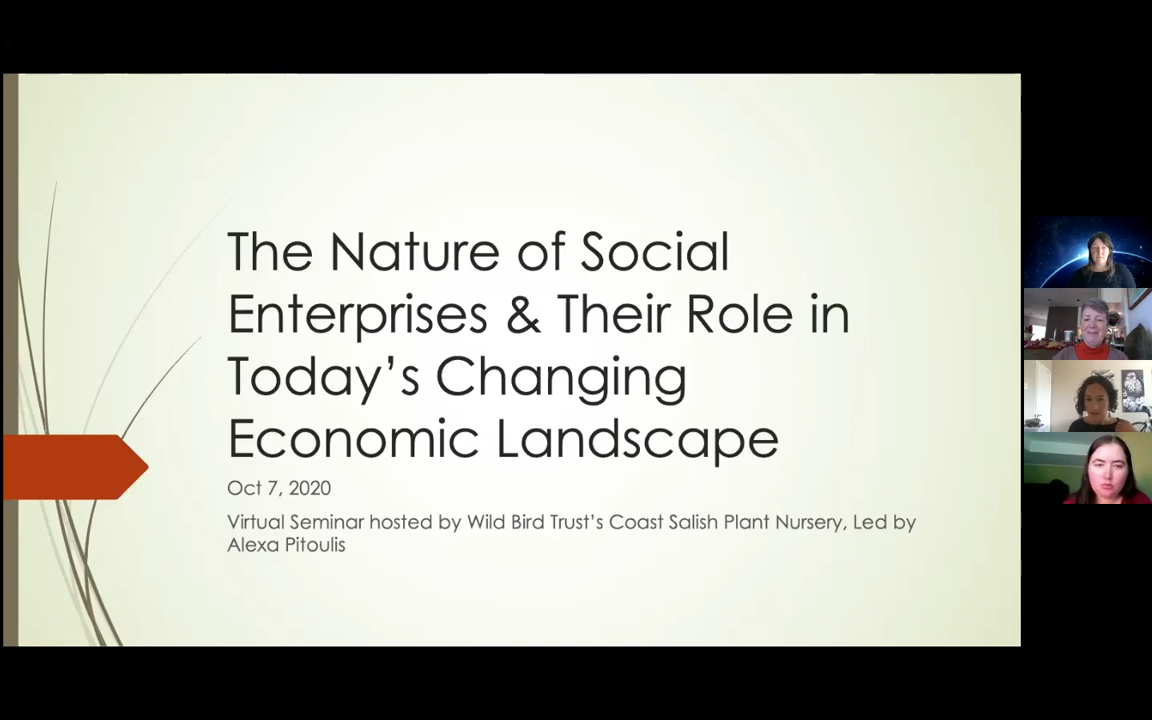 The Nature of Social
Enterprises & Their Role in
Today’s Changing
Economic Landscape
Oct 7, 2020
Virtual Seminar hosted by Wild Bird Trust’s Coast Salish Plant Nursery, Led by
Alexa Pitoulis